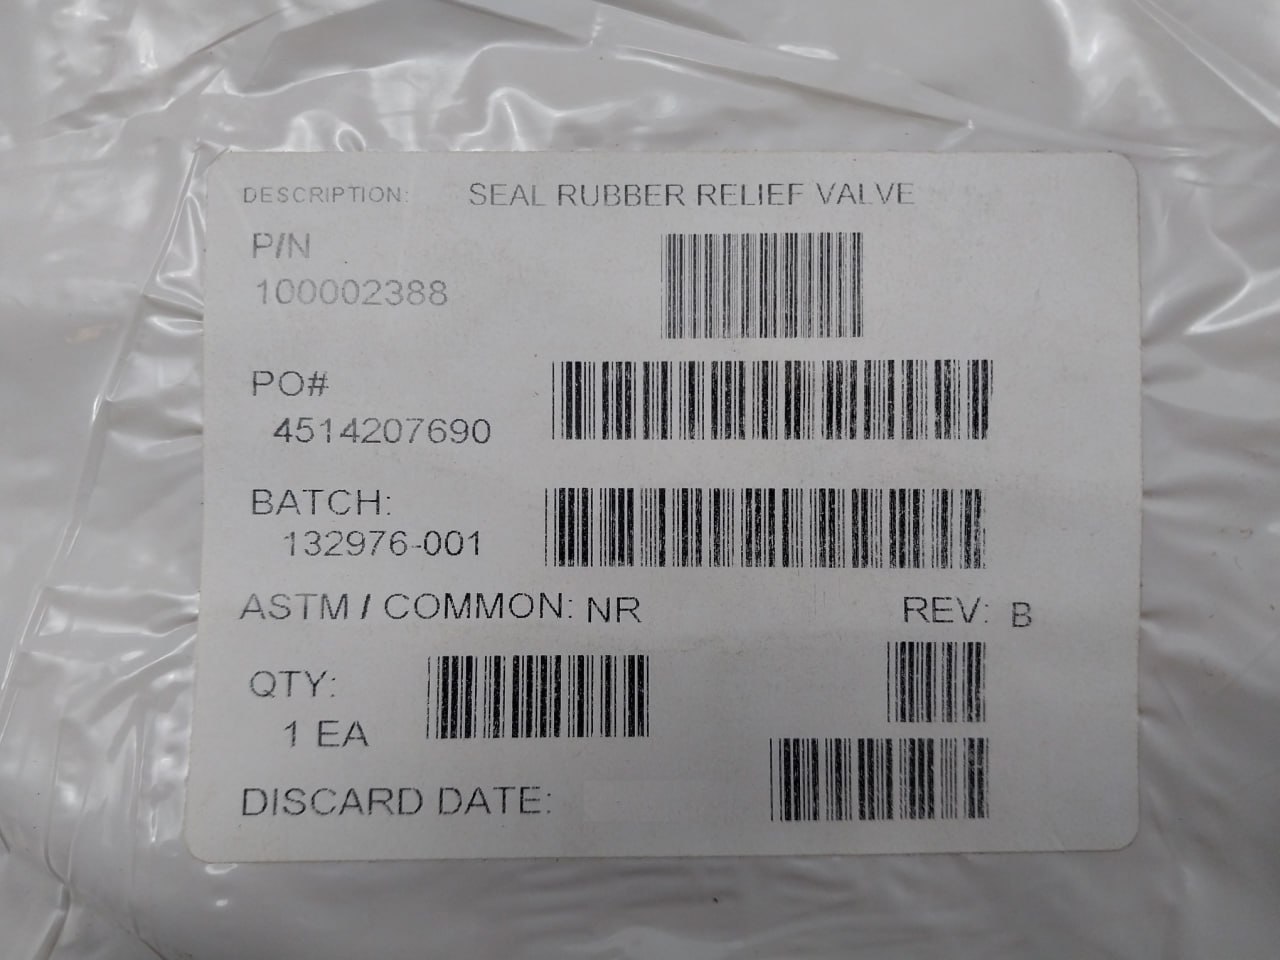 DESCRIPTION: SEAL RUBBER RELIEF VALVE
P/N
100002388
PO#
4514207690
BATCH:
132976-001
ASTM / COMMON: NR REV: B
QTY:
1 EA
DISCARD DATE: